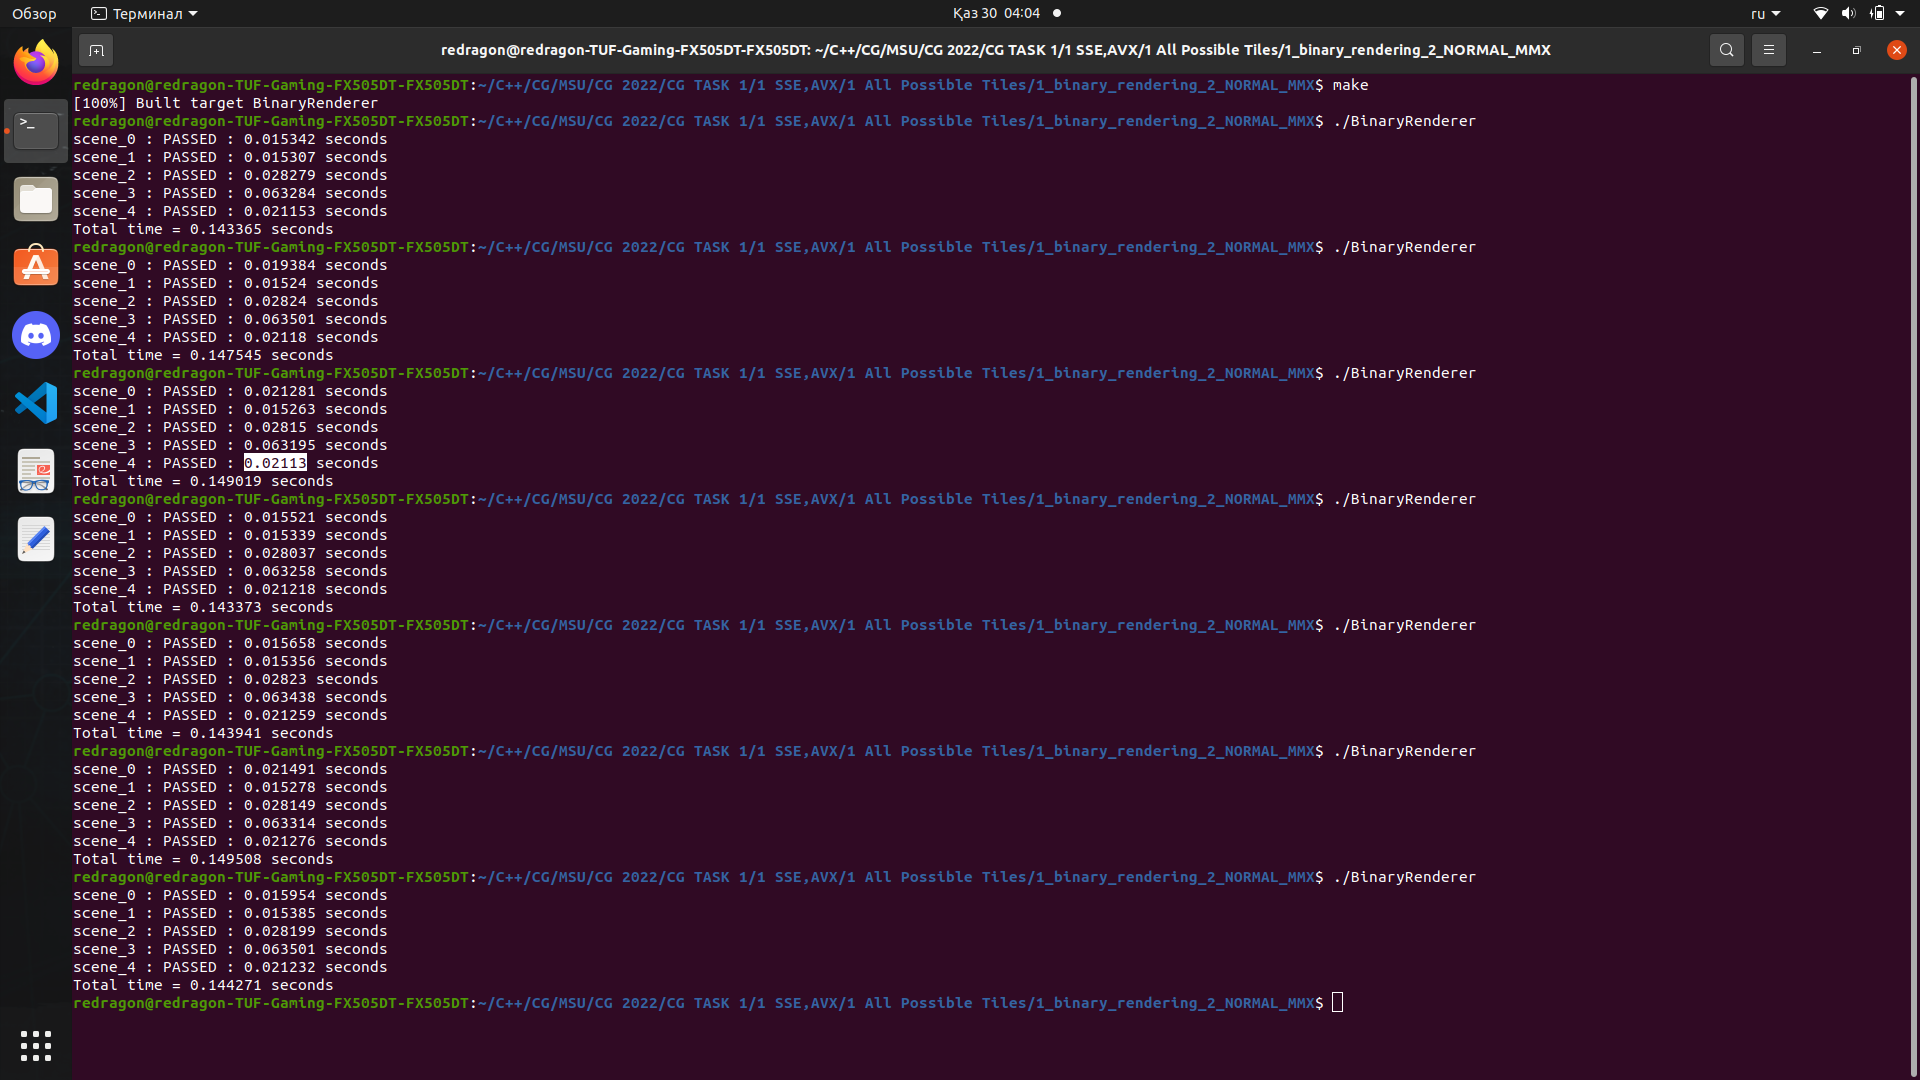 Обзор
Терминал
Қаз 30 04:04
ru
redragon@redragon-TUF-Gaming-FX505DT-FX505DT: ~/C++/CG/MSU/CG 2022/CG TASK 1/1 SSE,AVX/1 All Possible Tiles/1_binary_rendering_2_NORMAL_MMX
redragon@redragon-TUF-Gaming-FX505DT-FX505DT:~/C++/CG/MSU/CG 2022/CG TASK 1/1 SSE,AVX/1 All Possible Tiles/1_binary_rendering_2_NORMAL_MMX$ make
[100%] Built target BinaryRenderer
redragon@redragon-TUF-Gaming-FX505DT-FX505DT:~/C++/CG/MSU/CG 2022/CG TASK 1/1 SSE,AVX/1 All Possible Tiles/1_binary_rendering_2_NORMAL_MMX$ ./BinaryRenderer
scene_0 : PASSED : 0.015342 seconds
scene_1 : PASSED : 0.015307 seconds
scene_2 : PASSED : 0.028279 seconds
scene_3 : PASSED : 0.063284 seconds
scene_4 : PASSED : 0.021153 seconds
Total time = 0.143365 seconds
redragon@redragon-TUF-Gaming-FX505DT-FX505DT:~/C++/CG/MSU/CG 2022/CG TASK 1/1 SSE,AVX/1 All Possible Tiles/1_binary_rendering_2_NORMAL_MMX$ ./BinaryRenderer
scene_0 : PASSED : 0.019384 seconds
scene_1 : PASSED : 0.01524 seconds
scene_2 : PASSED : 0.02824 seconds
scene_3 : PASSED : 0.063501 seconds
scene_4 : PASSED : 0.02118 seconds
Total time = 0.147545 seconds
redragon@redragon-TUF-Gaming-FX505DT-FX505DT:~/C++/CG/MSU/CG 2022/CG TASK 1/1 SSE,AVX/1 All Possible Tiles/1_binary_rendering_2_NORMAL_MMX$ ./BinaryRenderer
scene_0 : PASSED : 0.021281 seconds
scene_1 : PASSED : 0.015263 seconds
scene_2 : PASSED : 0.02815 seconds
scene_3 : PASSED : 0.063195 seconds
scene_4 : PASSED : 0.02113 seconds
Total time = 0.149019 seconds
redragon@redragon-TUF-Gaming-FX505DT-FX505DT:~/C++/CG/MSU/CG 2022/CG TASK 1/1 SSE,AVX/1 All Possible Tiles/1_binary_rendering_2_NORMAL_MMX$ ./BinaryRenderer
scene_0 : PASSED : 0.015521 seconds
scene_1 : PASSED : 0.015339 seconds
scene_2 : PASSED : 0.028037 seconds
scene_3 : PASSED : 0.063258 seconds
scene_4 : PASSED : 0.021218 seconds
Total time = 0.143373 seconds
redragon@redragon-TUF-Gaming-FX505DT-FX505DT:~/C++/CG/MSU/CG 2022/CG TASK 1/1 SSE,AVX/1 All Possible Tiles/1_binary_rendering_2_NORMAL_MMX$ ./BinaryRenderer
scene_0 : PASSED : 0.015658 seconds
scene_1 : PASSED : 0.015356 seconds
scene_2 : PASSED : 0.02823 seconds
scene_3 : PASSED : 0.063438 seconds
scene_4 : PASSED : 0.021259 seconds
Total time = 0.143941 seconds
redragon@redragon-TUF-Gaming-FX505DT-FX505DT:~/C++/CG/MSU/CG 2022/CG TASK 1/1 SSE,AVX/1 All Possible Tiles/1_binary_rendering_2_NORMAL_MMX$ ./BinaryRenderer
scene_0 : PASSED : 0.021491 seconds
scene_1 : PASSED : 0.015278 seconds
scene_2 : PASSED : 0.028149 seconds
scene_3 : PASSED : 0.063314 seconds
scene_4 : PASSED : 0.021276 seconds
Total time = 0.149508 seconds
redragon@redragon-TUF-Gaming-FX505DT-FX505DT:~/C++/CG/MSU/CG 2022/CG TASK 1/1 SSE,AVX/1 All Possible Tiles/1_binary_rendering_2_NORMAL_MMX$ ./BinaryRenderer
scene_0 : PASSED : 0.015954 seconds
scene_1 : PASSED : 0.015385 seconds
scene_2 : PASSED : 0.028199 seconds
scene_3 : PASSED : 0.063501 seconds
scene_4 : PASSED : 0.021232 seconds
Total time = 0.144271 seconds
redragon@redragon-TUF-Gaming-FX505DT-FX505DT:~/C++/CG/MSU/CG 2022/CG TASK 1/1 SSE,AVX/1 All Possible Tiles/1_binary_rendering_2_NORMAL_MMX$